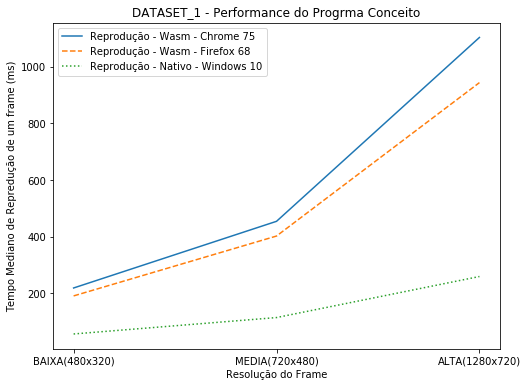 DATASET_1 - Performance do Progrma Conceito
Reprodução - Wasm - Chrome 75
Reprodução - Wasm - Firefox 68
Reprodução - Nativo - Windows 10
Tempo Mediano de Repredução de um frame (ms)
1000
800
600
400
200
BAIXA(480x320)
MEDIA(720x480)
ALTA(1280x720)
Resolução do Frame